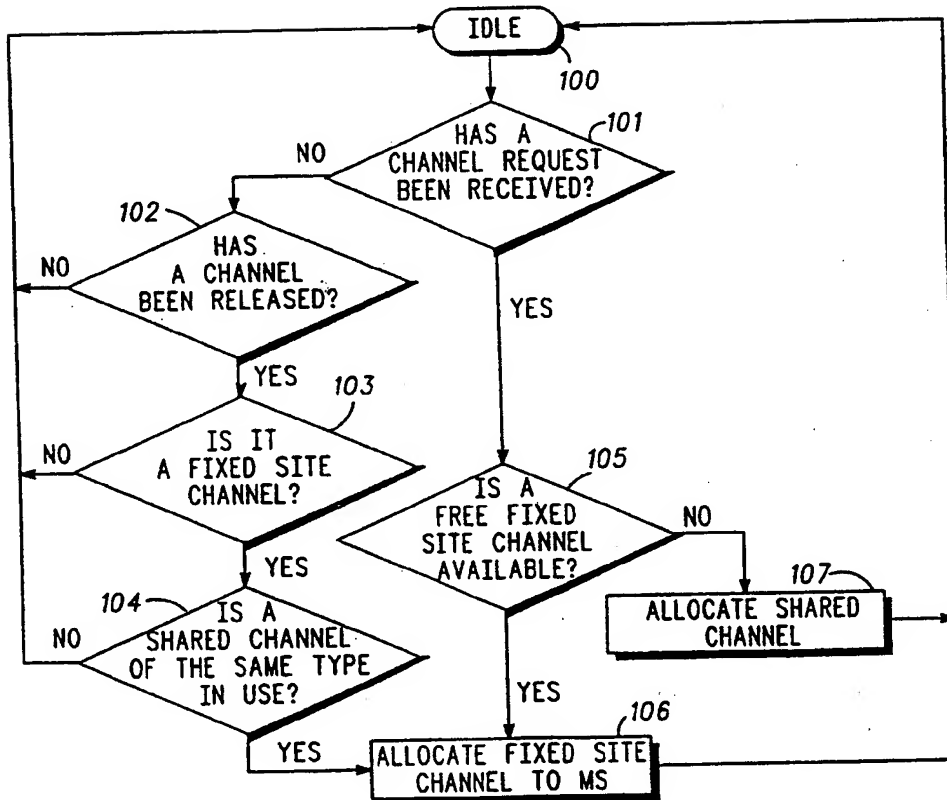 IDLE
100
101
HAS A
CHANNEL REQUEST
BEEN RECEIVED?
NO
102
HAS
A CHANNEL
BEEN RELEASED?
NO
YES
YES
103
IS IT
A FIXED SITE
CHANNEL?
NO
YES
105
IS A
FREE FIXED
SITE CHANNEL
AVAILABLE?
NO
104
IS A
SHARED CHANNEL
OF THE SAME TYPE
IN USE?
NO
YES
107
ALLOCATE SHARED
CHANNEL
YES
106
ALLOCATE FIXED SITE
CHANNEL TO MS